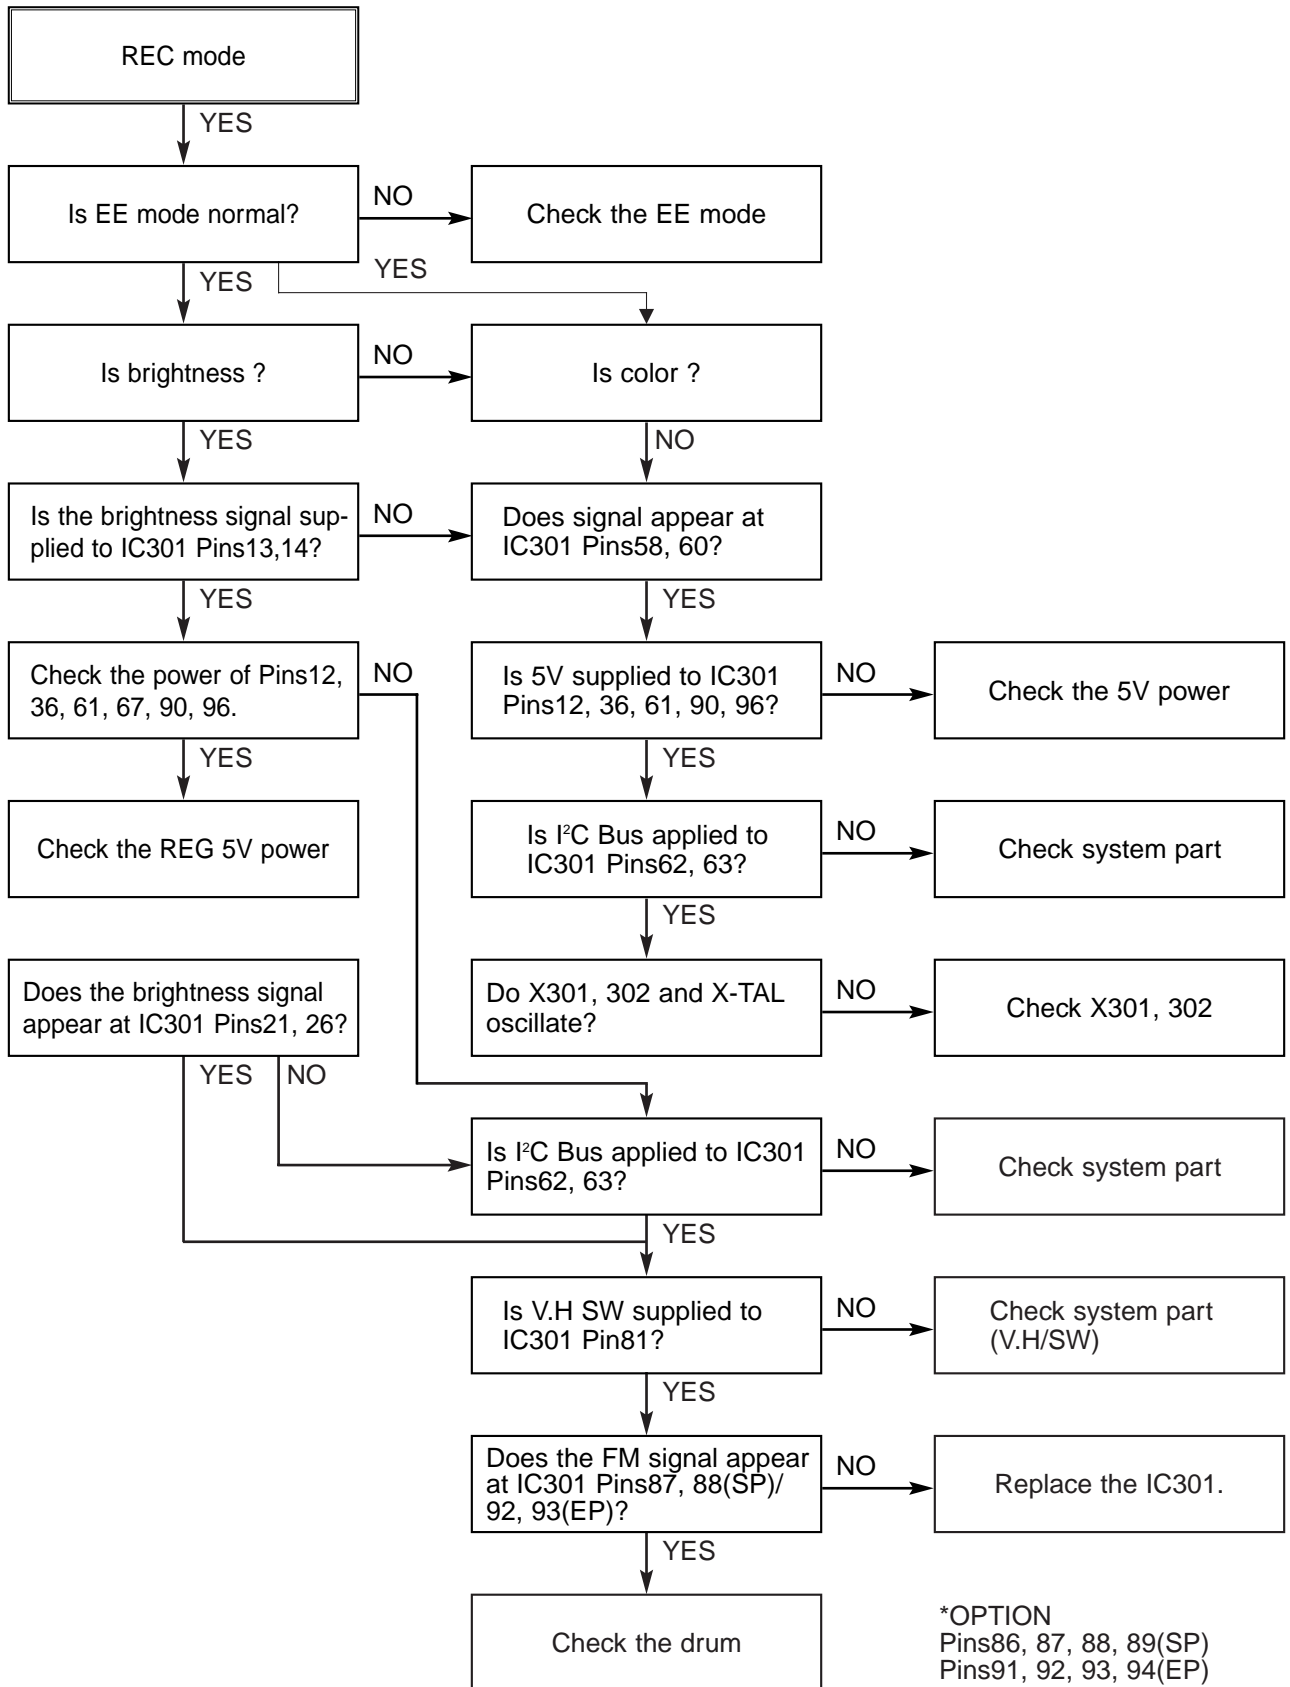 REC mode
YES
Is EE mode normal?
NO
Check the EE mode
YES
YES
Is brightness ?
NO
Is color ?
YES
NO
Is the brightness signal sup-
plied to IC301 Pins13,14?
NO
Does signal appear at
IC301 Pins58, 60?
YES
YES
Check the power of Pins12,
36, 61, 67, 90, 96.
NO
Is 5V supplied to IC301
Pins12, 36, 61, 90, 96?
NO
Check the 5V power
YES
YES
Check the REG 5V power
Is I²C Bus applied to
IC301 Pins62, 63?
NO
Check system part
YES
Does the brightness signal
appear at IC301 Pins21, 26?
Do X301, 302 and X-TAL
oscillate?
NO
Check X301, 302
YES
NO
Is I²C Bus applied to IC301
Pins62, 63?
NO
Check system part
YES
Is V.H SW supplied to
IC301 Pin81?
NO
Check system part
(V.H/SW)
YES
Does the FM signal appear
at IC301 Pins87, 88(SP)/
92, 93(EP)?
NO
Replace the IC301.
YES
Check the drum
*OPTION
Pins86, 87, 88, 89(SP)
Pins91, 92, 93, 94(EP)